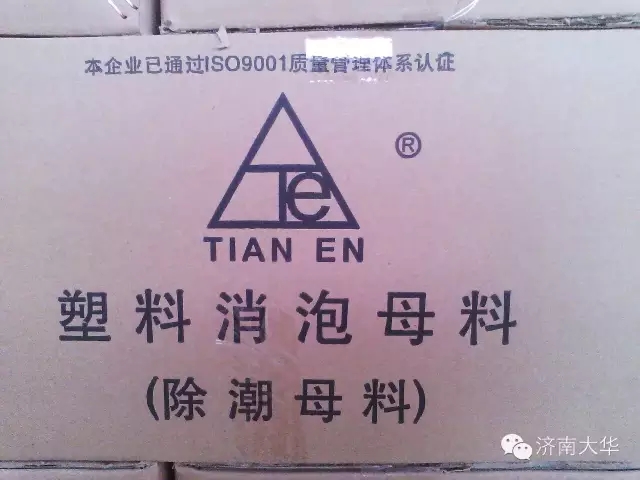 本企业已通过ISO9001质量管理体系认证
Te
®
TIAN EN
塑料消泡母料
(除潮母料)
济南大华